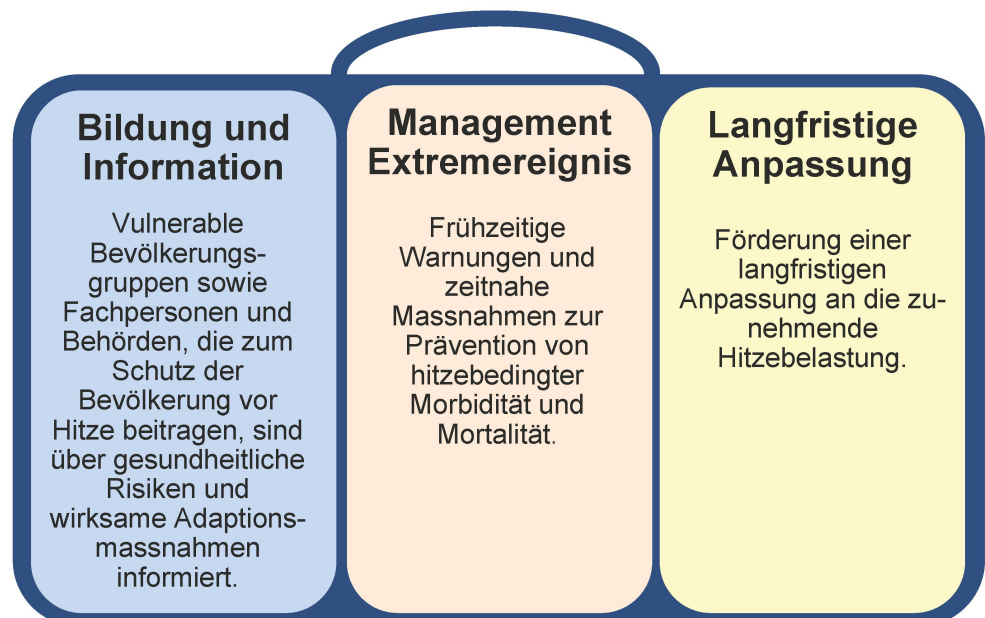 Bildung und
Information
Vulnerable
Bevölkerungs-
gruppen sowie
Fachpersonen und
Behörden, die zum
Schutz der
Bevölkerung vor
Hitze beitragen, sind
über gesundheitliche
Risiken und
wirksame Adaptions-
massnahmen
informiert.
Management
Extremereignis
Frühzeitige
Warnungen und
zeitnahe
Massnahmen zur
Prävention von
hitzebedingter
Morbidität und
Mortalität.
Langfristige
Anpassung
Förderung einer
langfristigen
Anpassung an die zu-
nehmende
Hitzebelastung.